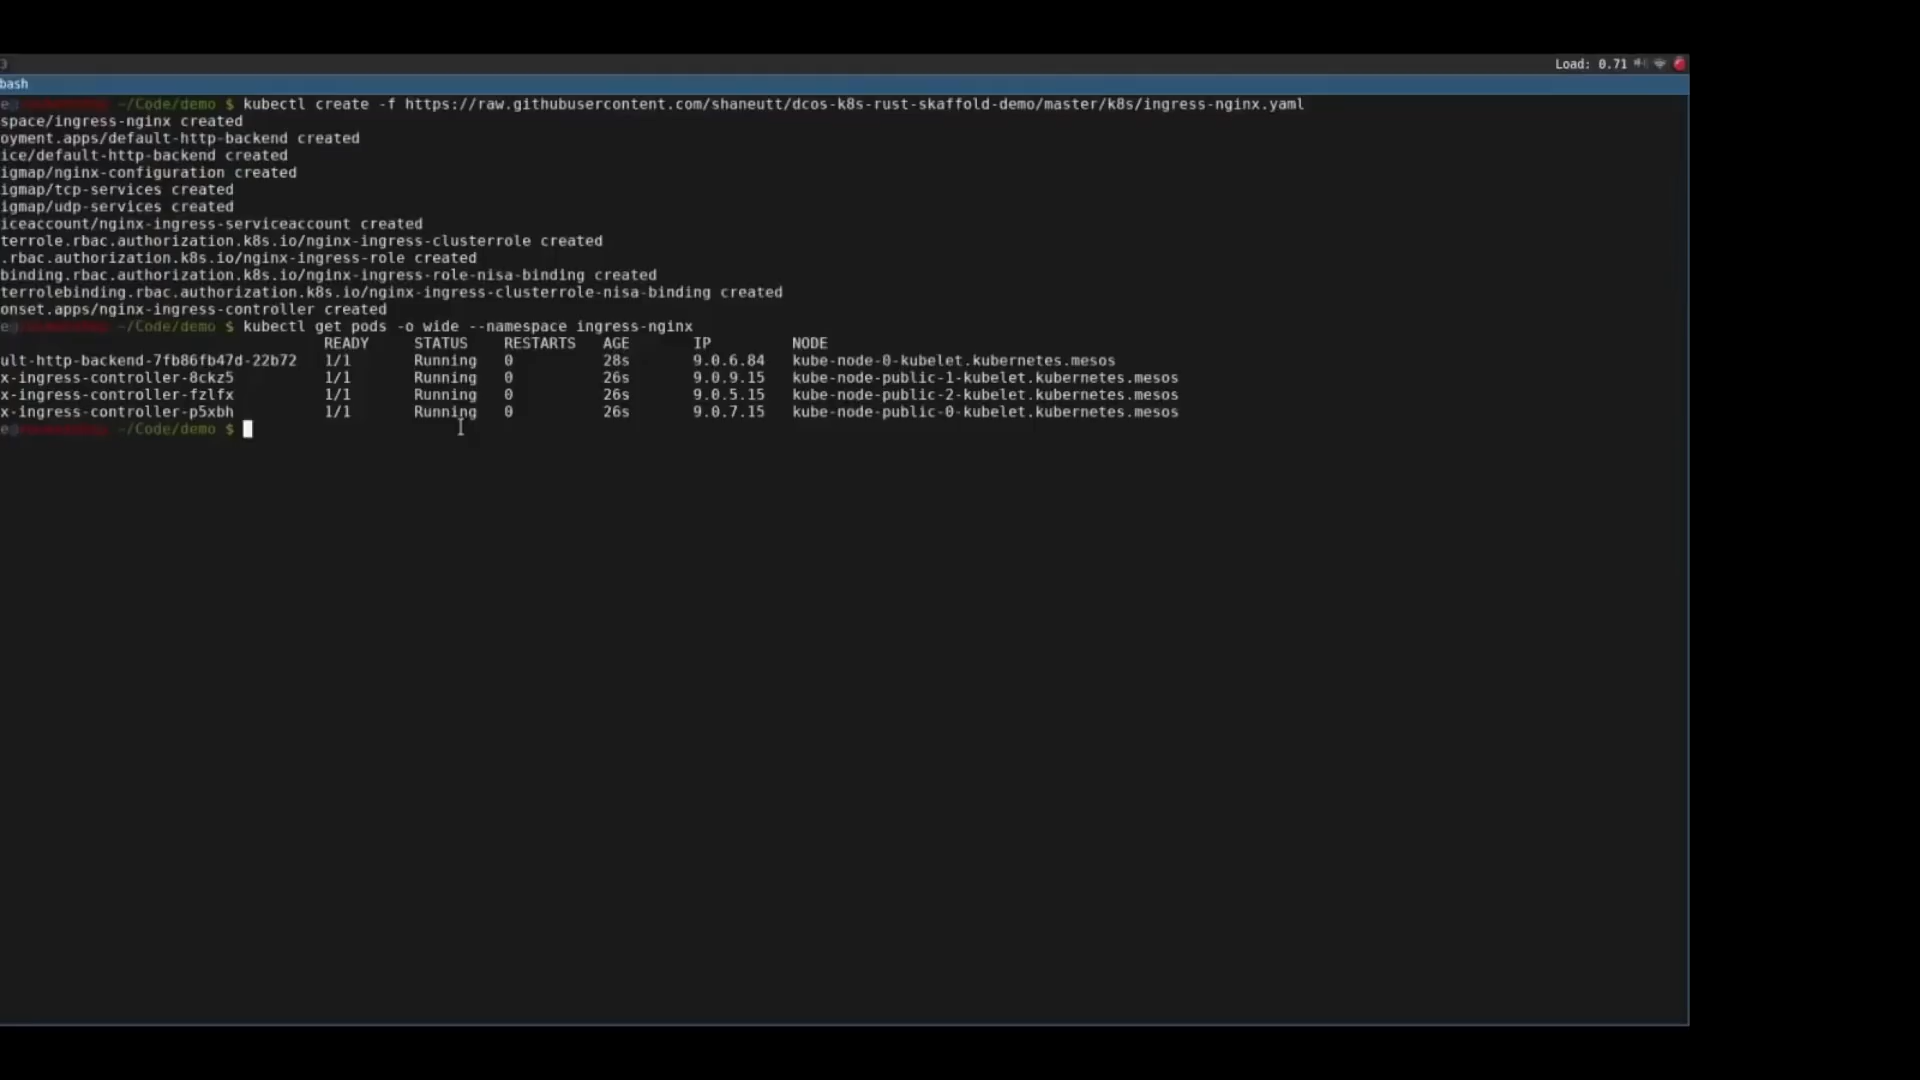 3 Load: 0.71
bash
e ~/Code/demo $ kubectl create -f https://raw.githubusercontent.com/shaneutt/dcos-k8s-rust-skaffold-demo/master/k8s/ingress-nginx.yaml
space/ingress-nginx created
oyment.apps/default-http-backend created
ice/default-http-backend created
igmap/nginx-configuration created
igmap/tcp-services created
igmap/udp-services created
iceaccount/nginx-ingress-serviceaccount created
terrole.rbac.authorization.k8s.io/nginx-ingress-clusterrole created
.rbac.authorization.k8s.io/nginx-ingress-role created
binding.rbac.authorization.k8s.io/nginx-ingress-role-nisa-binding created
terrolebinding.rbac.authorization.k8s.io/nginx-ingress-clusterrole-nisa-binding created
onset.apps/nginx-ingress-controller created
e ~/Code/demo $ kubectl get pods -o wide --namespace ingress-nginx
READY STATUS RESTARTS AGE IP NODE
ult-http-backend-7fb86fb47d-22b72 1/1 Running 0 28s 9.0.6.84 kube-node-0-kubelet.kubernetes.mesos
x-ingress-controller-8ckz5 1/1 Running 0 26s 9.0.9.15 kube-node-public-1-kubelet.kubernetes.mesos
x-ingress-controller-fzlfx 1/1 Running 0 26s 9.0.5.15 kube-node-public-2-kubelet.kubernetes.mesos
x-ingress-controller-p5xbh 1/1 Running 0 26s 9.0.7.15 kube-node-public-0-kubelet.kubernetes.mesos
e ~/Code/demo $